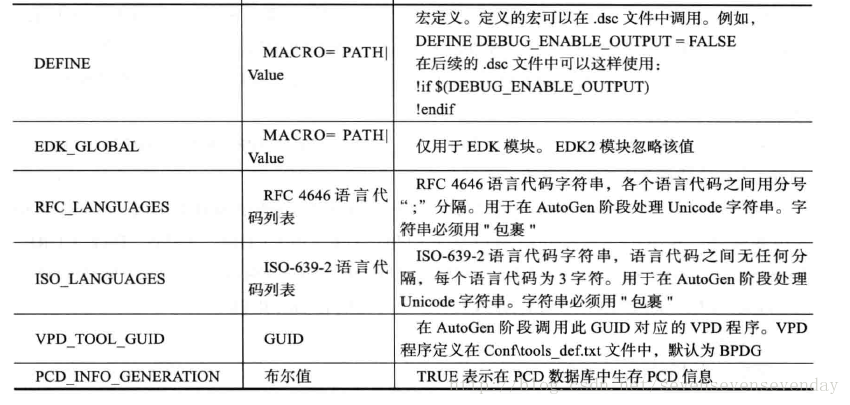 DEFINE
MACRO= PATH|
Value
宏定义。定义的宏可以在 .dsc 文件中调用。例如，
DEFINE DEBUG_ENABLE_OUTPUT = FALSE
在后续的 .dsc 文件中可以这样使用：
!if $(DEBUG_ENABLE_OUTPUT)
!endif
EDK_GLOBAL
MACRO= PATH|
Value
仅用于 EDK 模块。 EDK2 模块忽略该值
RFC_LANGUAGES
RFC 4646 语言代
码列表
RFC 4646 语言代码字符串，各个语言代码之间用分号
“;” 分隔。用于在 AutoGen 阶段处理 Unicode 字符串。字
符串必须用 " 包裹 "
ISO_LANGUAGES
ISO-639-2 语言代
码列表
ISO-639-2 语言代码字符串，语言代码之间无任何分
隔，每个语言代码为 3 字符。用于在 AutoGen 阶段处理
Unicode 字符串。字符串必须用 " 包裹 "
VPD_TOOL_GUID
GUID
在 AutoGen 阶段调用此 GUID 对应的 VPD 程序。VPD
程序定义在 Conf\tools_def.txt 文件中，默认为 BPDG
PCD_INFO_GENERATION
布尔值
TRUE 表示在 PCD 数据库中生存 PCD 信息